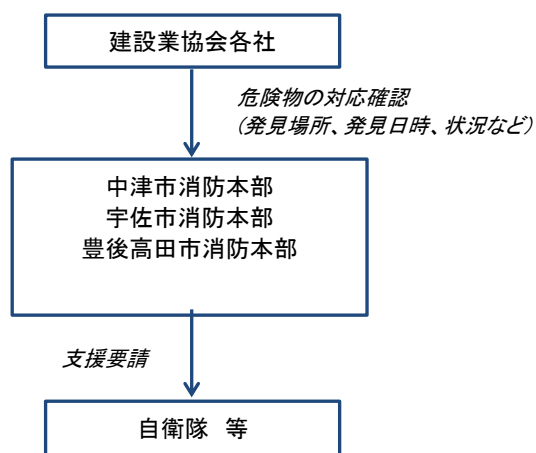 建設業協会各社
危険物の対応確認
(発見場所、発見日時、状況など)
中津市消防本部
宇佐市消防本部
豊後高田市消防本部
支援要請
自衛隊　等